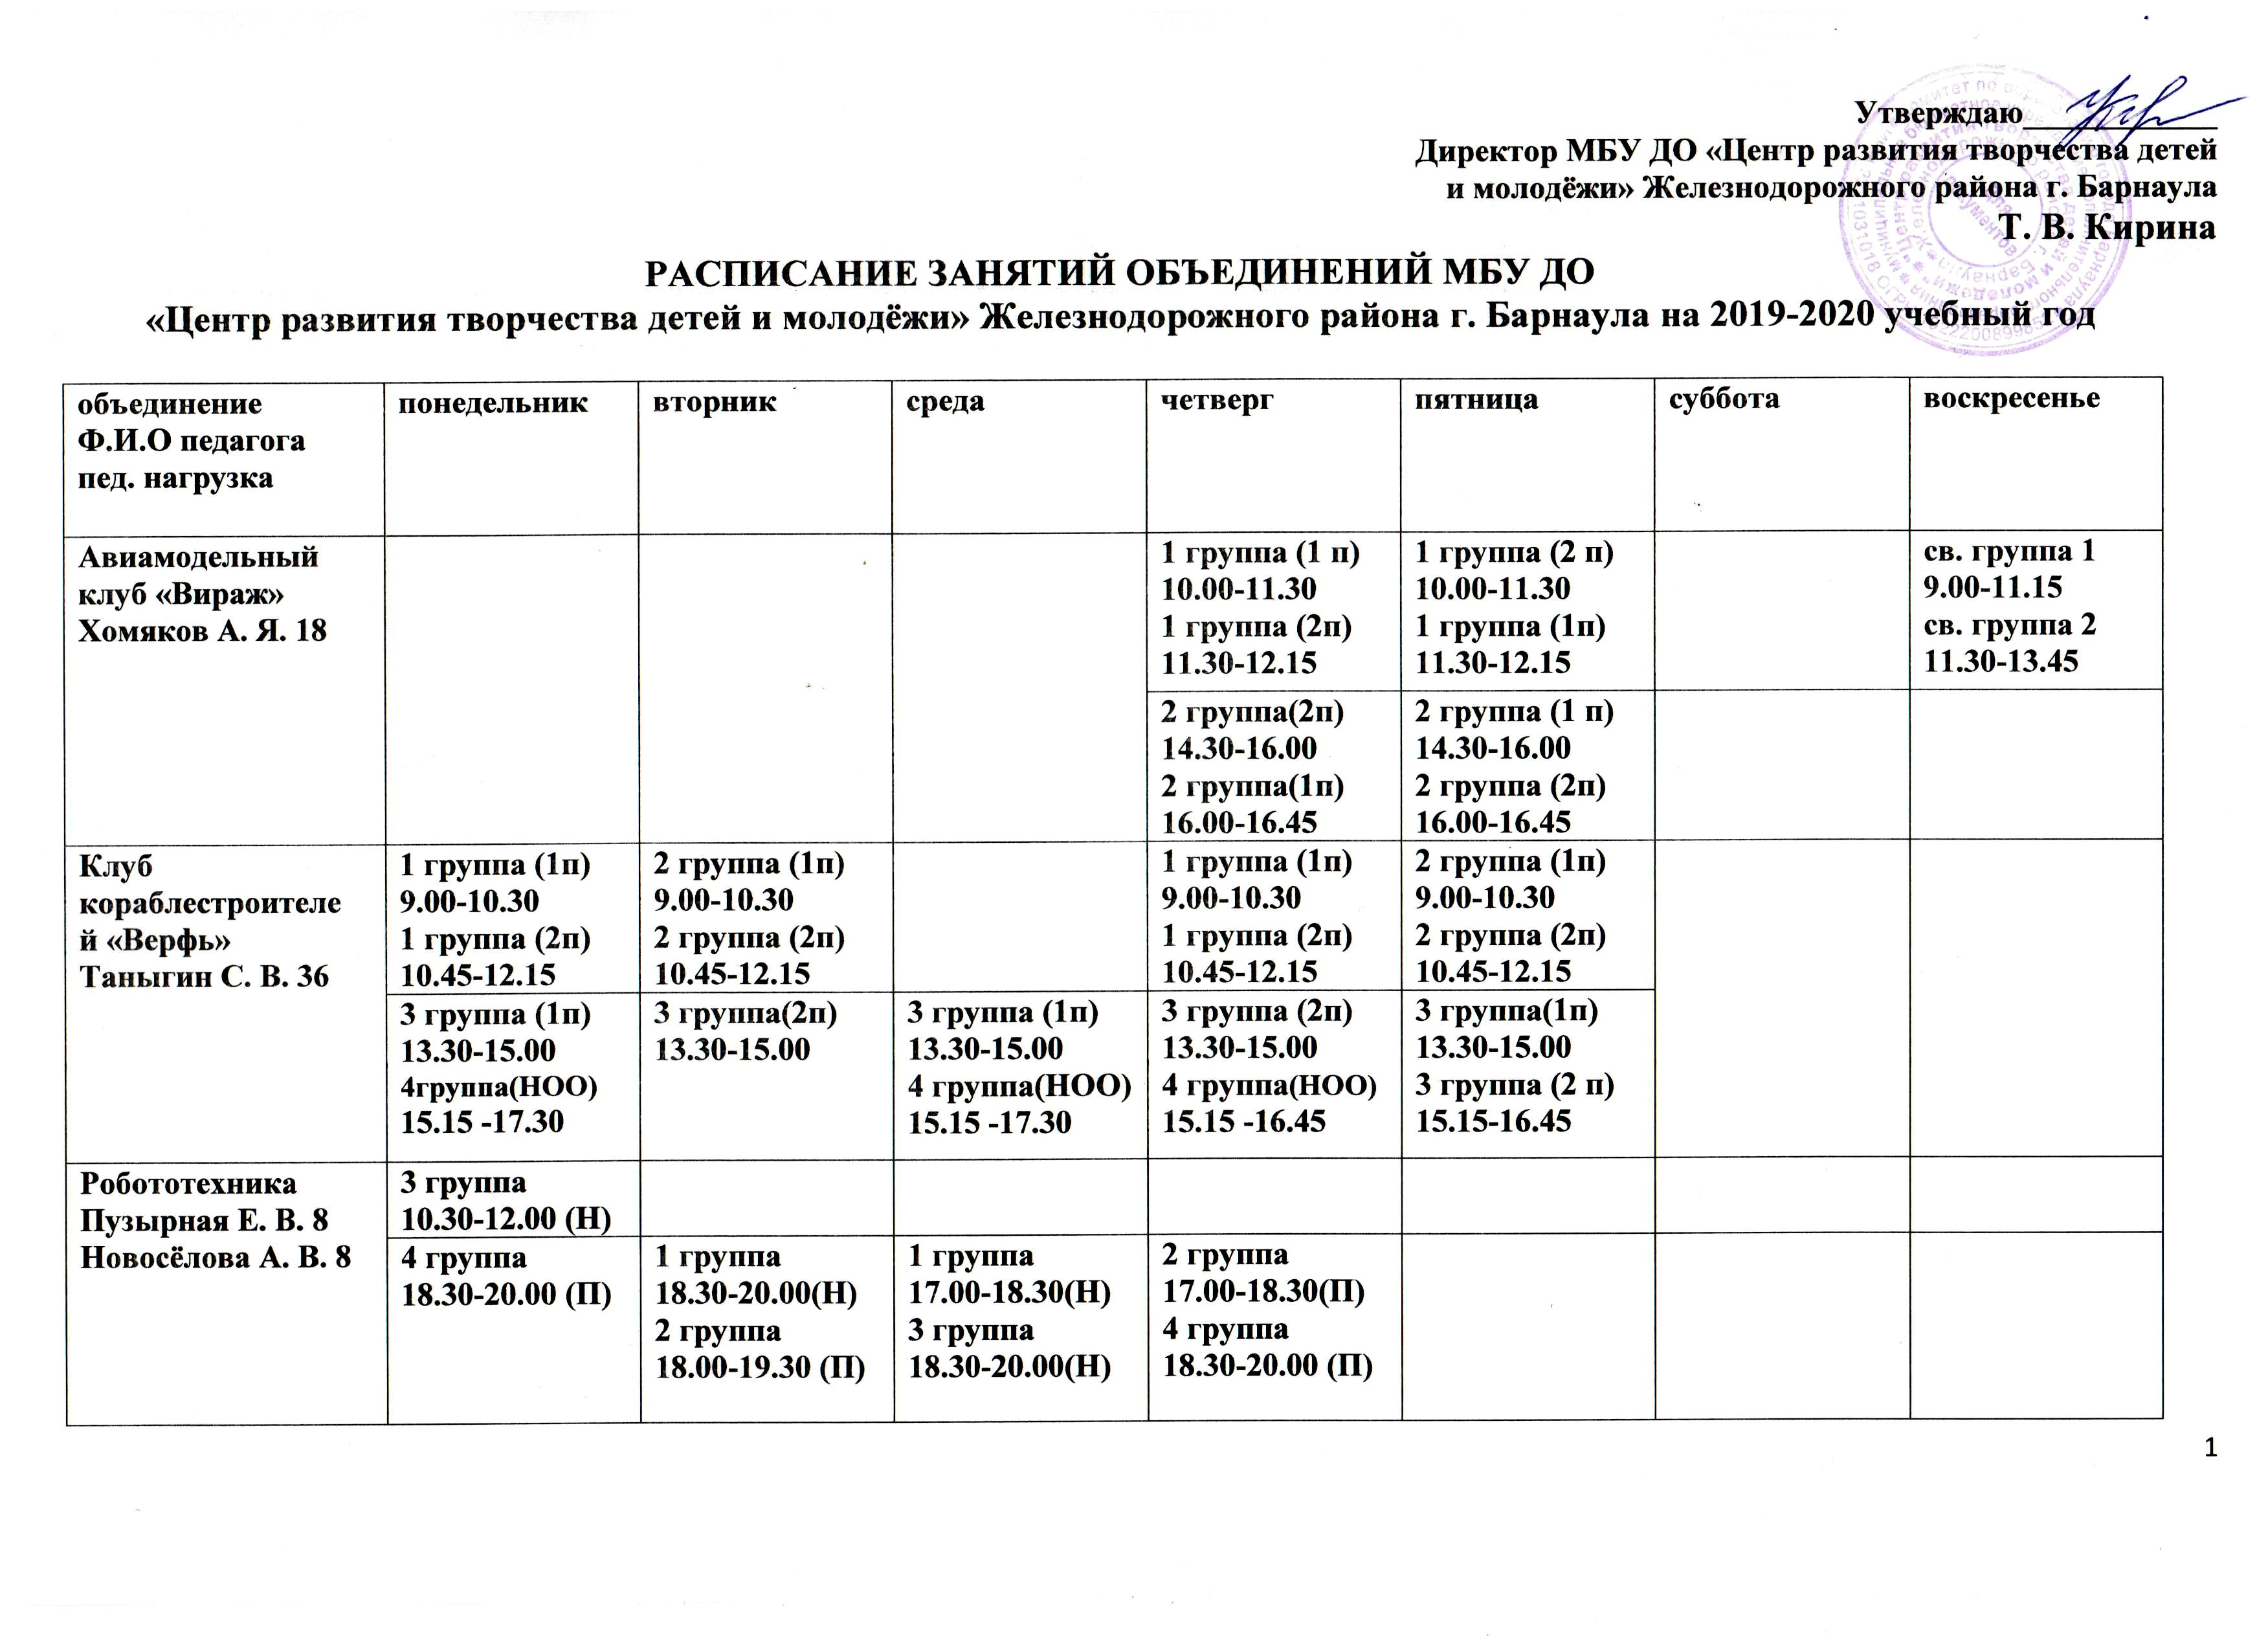 Утверждаю____________
Директор МБУ ДО «Центр развития творчества детей
и молодёжи» Железнодорожного района г. Барнаула
Т. В. Кирина
РАСПИСАНИЕ ЗАНЯТИЙ ОБЪЕДИНЕНИЙ МБУ ДО
«Центр развития творчества детей и молодёжи» Железнодорожного района г. Барнаула на 2019-2020 учебный год
объединение
Ф.И.О педагога
пед. нагрузка
понедельник
вторник
среда
четверг
пятница
суббота
воскресенье
Авиамодельный
клуб «Вираж»
Хомяков А. Я. 18
1 группа (1 п)
10.00-11.30
1 группа (2п)
11.30-12.15
1 группа (2 п)
10.00-11.30
1 группа (1п)
11.30-12.15
св. группа 1
9.00-11.15
св. группа 2
11.30-13.45
2 группа(2п)
14.30-16.00
2 группа(1п)
16.00-16.45
2 группа (1 п)
14.30-16.00
2 группа (2п)
16.00-16.45
Клуб
кораблестроителе
й «Верфь»
Таныгин С. В. 36
1 группа (1п)
9.00-10.30
1 группа (2п)
10.45-12.15
2 группа (1п)
9.00-10.30
2 группа (2п)
10.45-12.15
1 группа (1п)
9.00-10.30
1 группа (2п)
10.45-12.15
2 группа (1п)
9.00-10.30
2 группа (2п)
10.45-12.15
3 группа (1п)
13.30-15.00
4группа(НОО)
15.15 -17.30
3 группа(2п)
13.30-15.00
3 группа (1п)
13.30-15.00
4 группа(НОО)
15.15 -17.30
3 группа (2п)
13.30-15.00
4 группа(НОО)
15.15 -16.45
3 группа(1п)
13.30-15.00
3 группа (2 п)
15.15-16.45
Робототехника
Пузырная Е. В. 8
Новосёлова А. В. 8
3 группа
10.30-12.00 (Н)
4 группа
18.30-20.00 (П)
1 группа
18.30-20.00(Н)
2 группа
18.00-19.30 (П)
1 группа
17.00-18.30(Н)
3 группа
18.30-20.00(Н)
2 группа
17.00-18.30(П)
4 группа
18.30-20.00 (П)
1